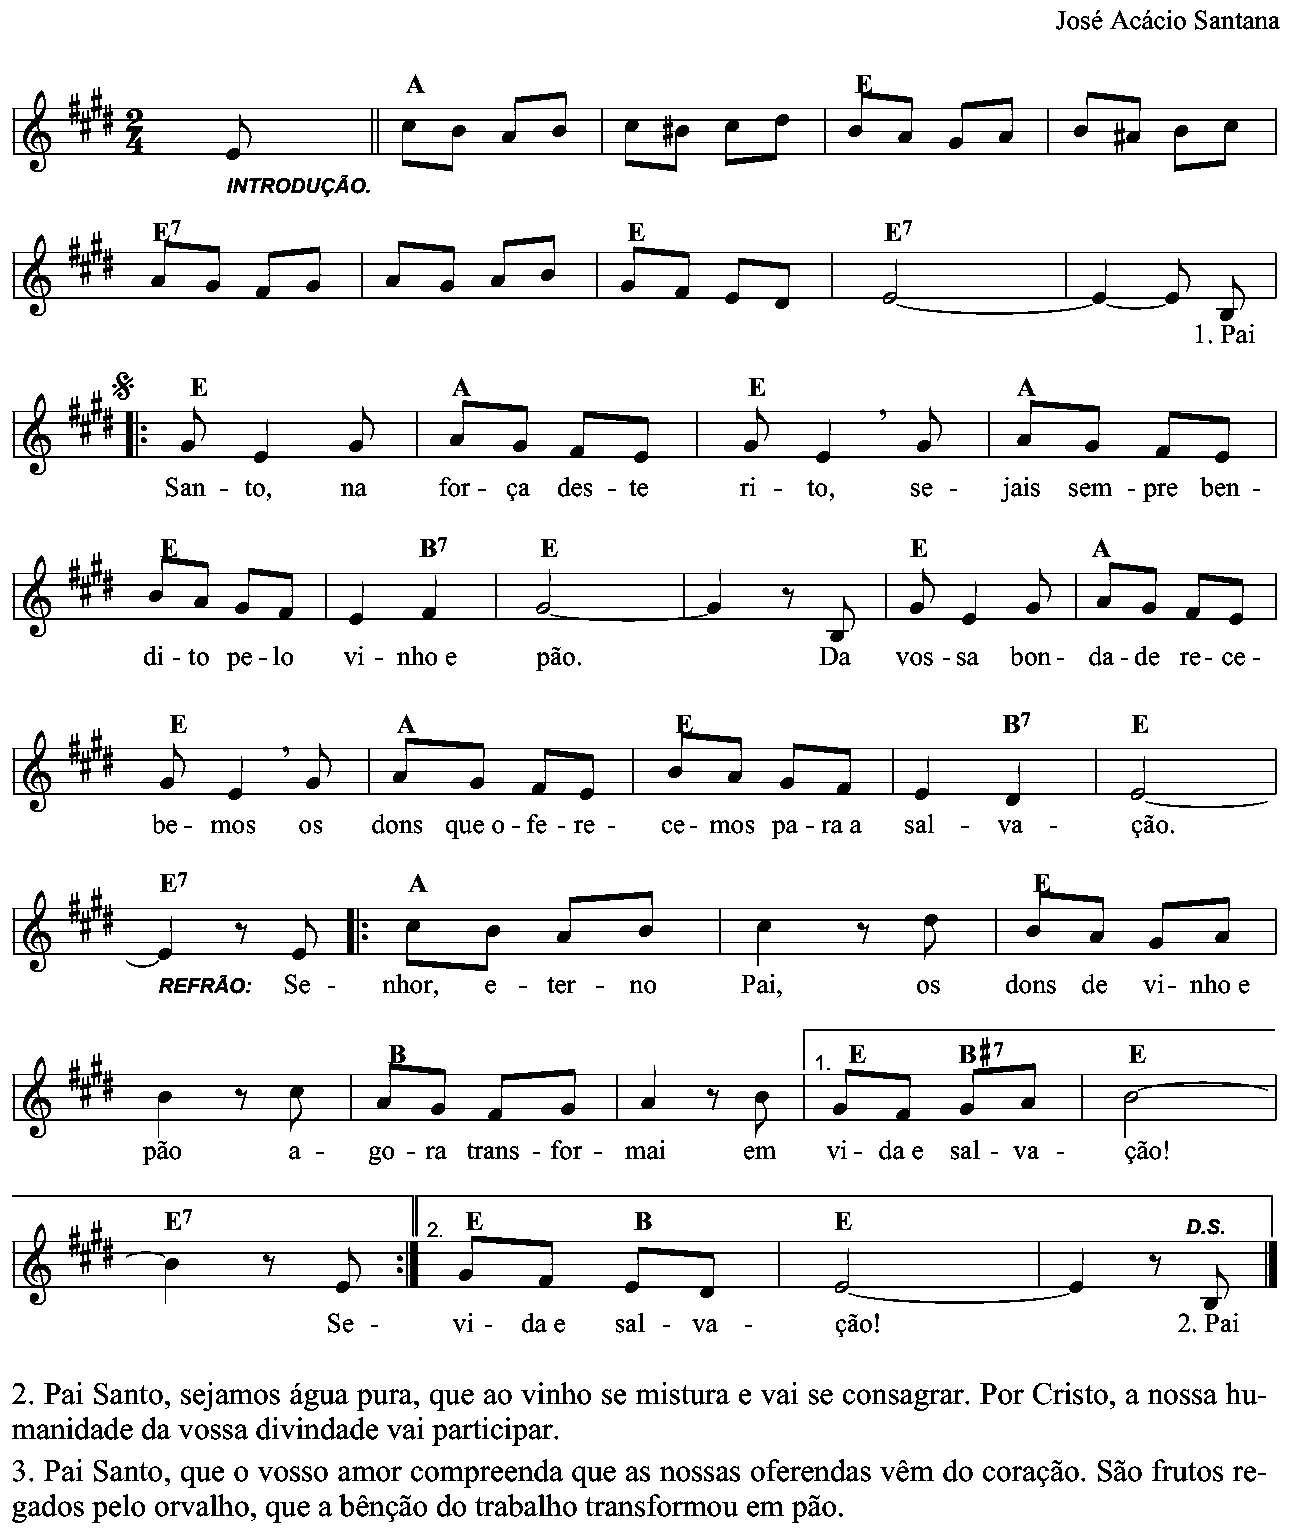 José Acácio Santana
A E
INTRODUÇÃO.
E7 E E7
1. Pai
E A E A
San - to, na for - ça des - te ri - to, se - jais sem - pre ben -
E B7 E E A
di - to pe - lo vi - nho e pão. Da vos - sa bon - da - de re - ce -
E A E B7 E
be - mos os dons que o - fe - re - ce - mos pa - ra a sal - va - ção.
E7 A E
REFRÃO: Se - nhor, e - ter - no Pai, os dons de vi - nho e
B 1. E B#7 E
pão a - go - ra trans - for - mai em vi - da e sal - va - ção!
E7 2. E B E D.S.
Se - vi - da e sal - va - ção! 2. Pai
2. Pai Santo, sejamos água pura, que ao vinho se mistura e vai se consagrar. Por Cristo, a nossa hu-
manidade da vossa divindade vai participar.
3. Pai Santo, que o vosso amor compreenda que as nossas oferendas vêm do coração. São frutos re-
gados pelo orvalho, que a bênção do trabalho transformou em pão.